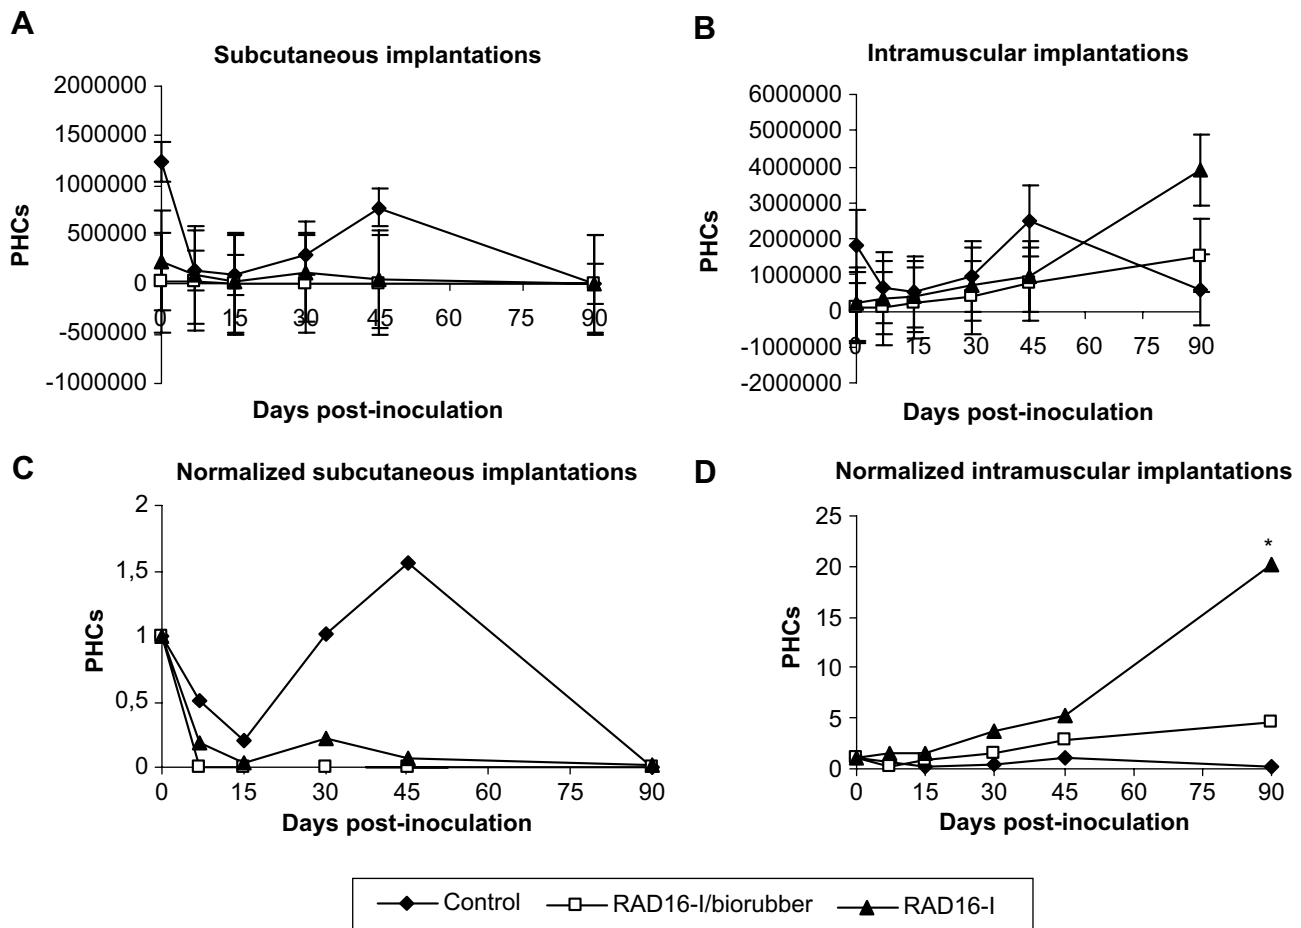 A
Subcutaneous implantations
2000000
1500000
1000000
500000
0
-500000
-1000000
PHCs
0 15 30 45 60 75 90
Days post-inoculation
B
Intramuscular implantations
6000000
5000000
4000000
3000000
2000000
1000000
0
-1000000
-2000000
PHCs
0 15 30 45 60 75 90
Days post-inoculation
C
Normalized subcutaneous implantations
2
1,5
1
0,5
0
PHCs
0 15 30 45 60 75 90
Days post-inoculation
D
Normalized intramuscular implantations
25
20
15
10
5
0
PHCs
*
0 15 30 45 60 75 90
Days post-inoculation
Control RAD16-I/biorubber RAD16-I